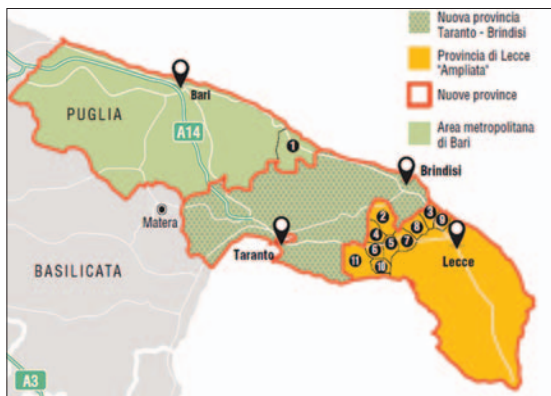 Nuova provincia
Taranto - Brindisi
Provincia di Lecce
"Ampliata"
Nuove province
Area metropolitana
di Bari
Bari
PUGLIA
A14
1
Brindisi
Matera
2
3
4
5
6
7
8
9
10
11
Taranto
Lecce
BASILICATA
A3